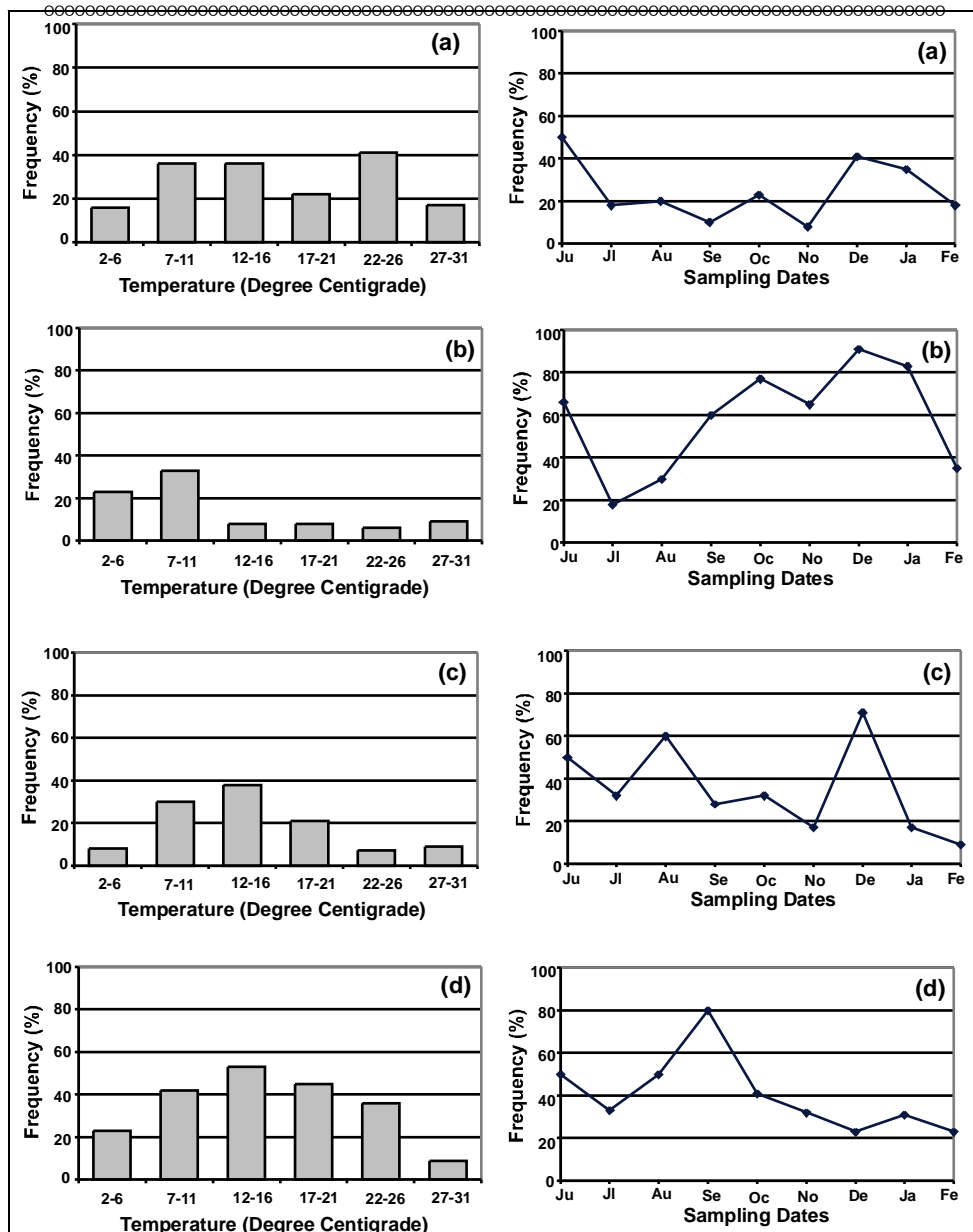 (a)
Frequency (%)
100
80
60
40
20
0
2-6 7-11 12-16 17-21 22-26 27-31
Temperature (Degree Centigrade)
(a)
Frequency (%)
100
80
60
40
20
0
Ju Jl Au Se Oc No De Ja Fe
Sampling Dates
(b)
Frequency (%)
100
80
60
40
20
0
2-6 7-11 12-16 17-21 22-26 27-31
Temperature (Degree Centigrade)
(b)
Frequency (%)
100
80
60
40
20
0
Ju Jl Au Se Oc No De Ja Fe
Sampling Dates
(c)
Frequency (%)
100
80
60
40
20
0
2-6 7-11 12-16 17-21 22-26 27-31
Temperature (Degree Centigrade)
(c)
Frequency (%)
100
80
60
40
20
0
Ju Jl Au Se Oc No De Ja Fe
Sampling Dates
(d)
Frequency (%)
100
80
60
40
20
0
2-6 7-11 12-16 17-21 22-26 27-31
Temperature (Degree Centigrade)
(d)
Frequency (%)
100
80
60
40
20
0
Ju Jl Au Se Oc No De Ja Fe
Sampling Dates